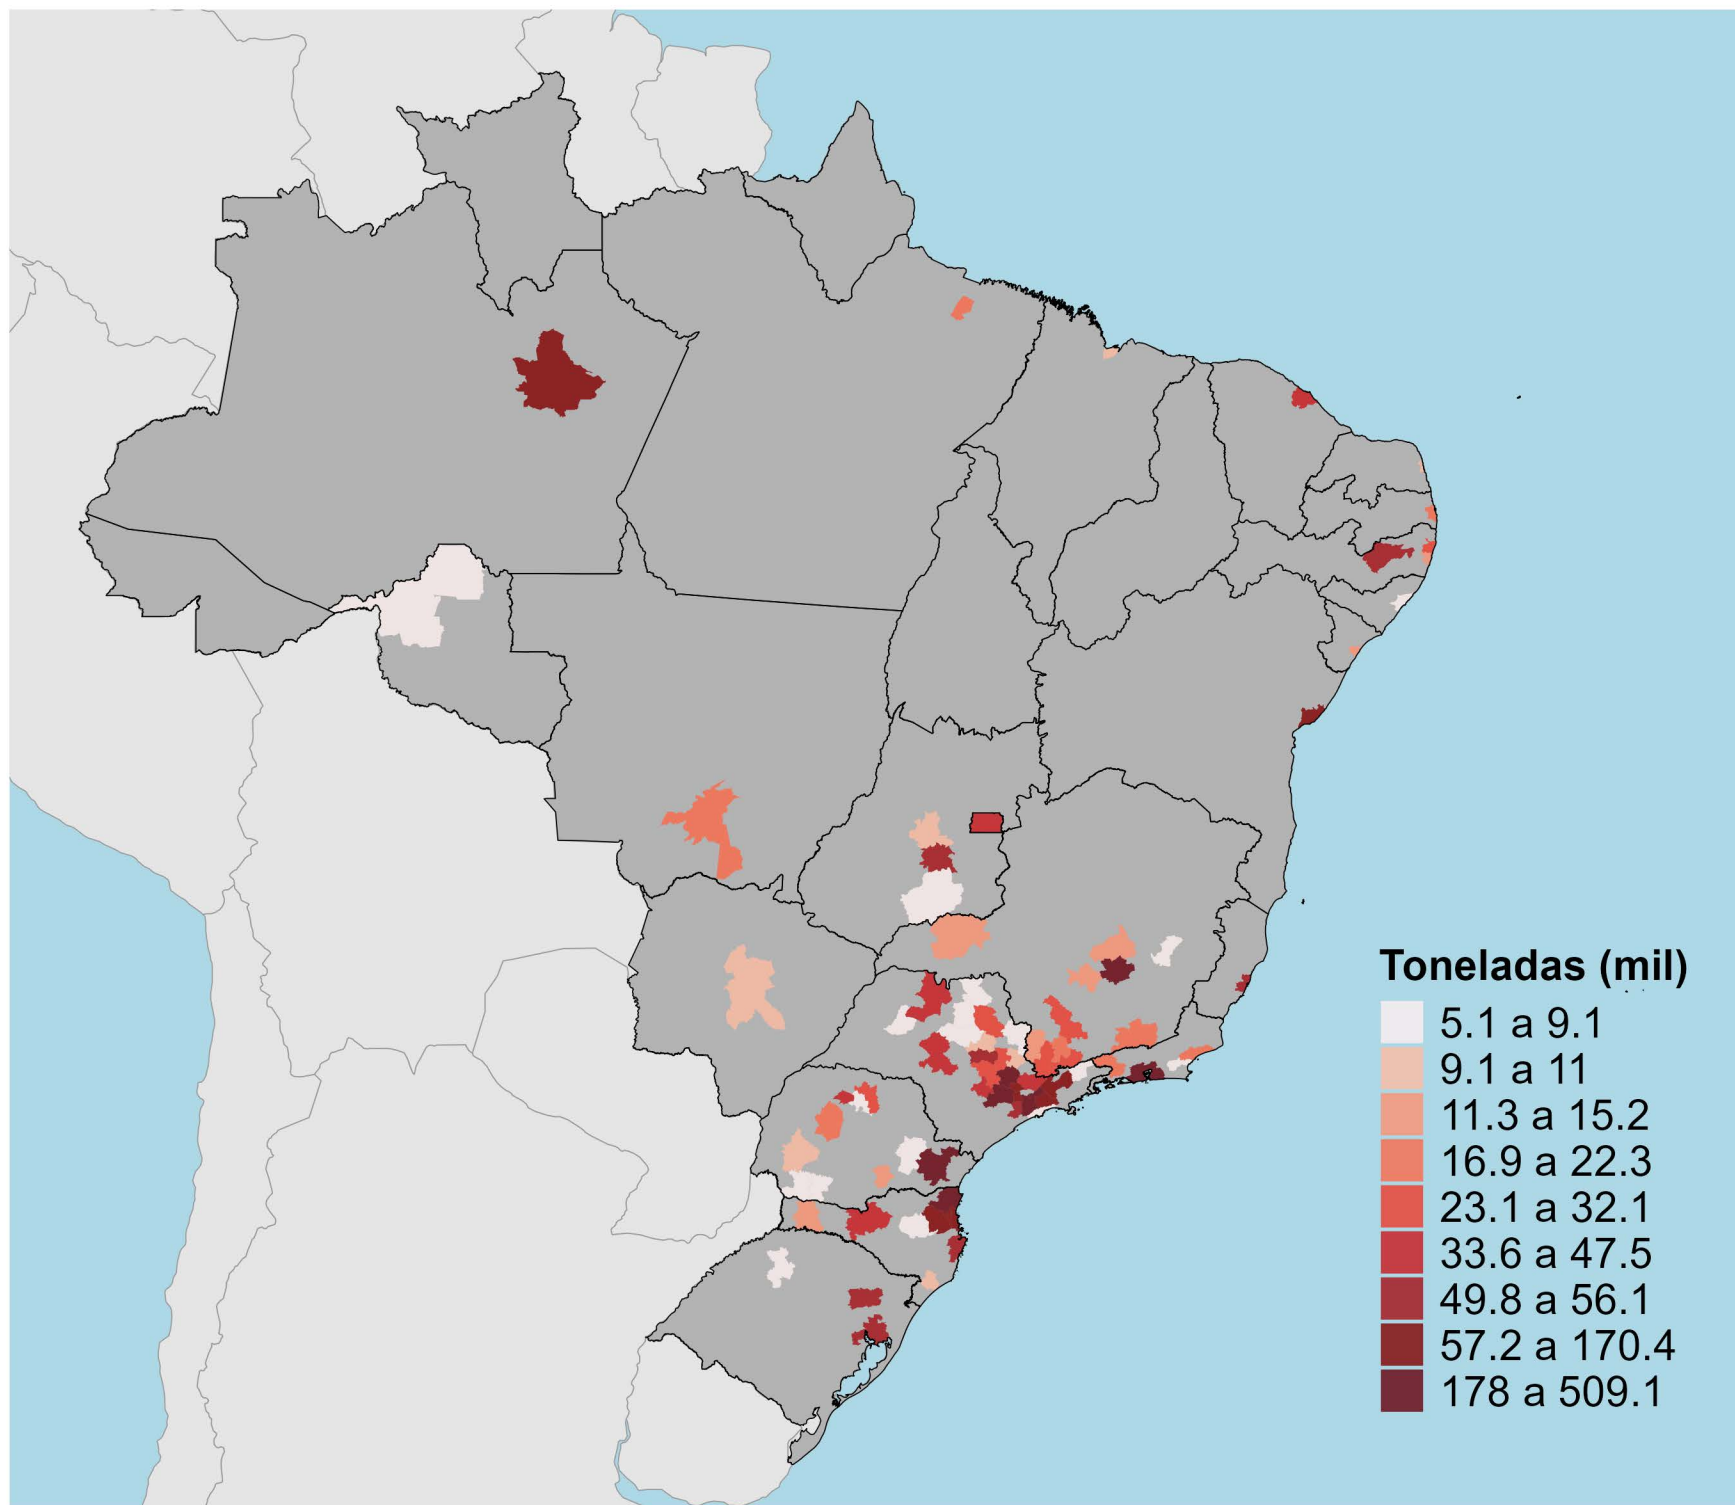 Toneladas (mil)
5.1 a 9.1
9.1 a 11
11.3 a 15.2
16.9 a 22.3
23.1 a 32.1
33.6 a 47.5
49.8 a 56.1
57.2 a 170.4
178 a 509.1